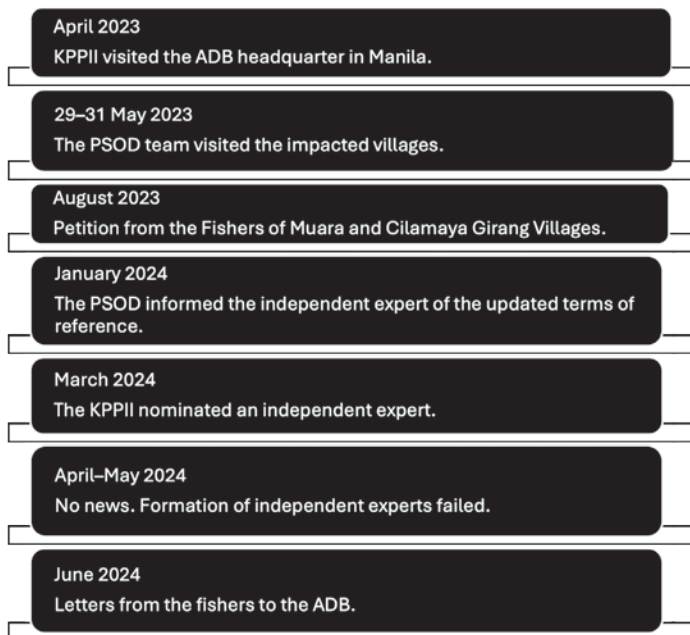 April 2023
KPPII visited the ADB headquarter in Manila.
29–31 May 2023
The PSOD team visited the impacted villages.
August 2023
Petition from the Fishers of Muara and Cilamaya Girang Villages.
January 2024
The PSOD informed the independent expert of the updated terms of
reference.
March 2024
The KPPII nominated an independent expert.
April–May 2024
No news. Formation of independent experts failed.
June 2024
Letters from the fishers to the ADB.